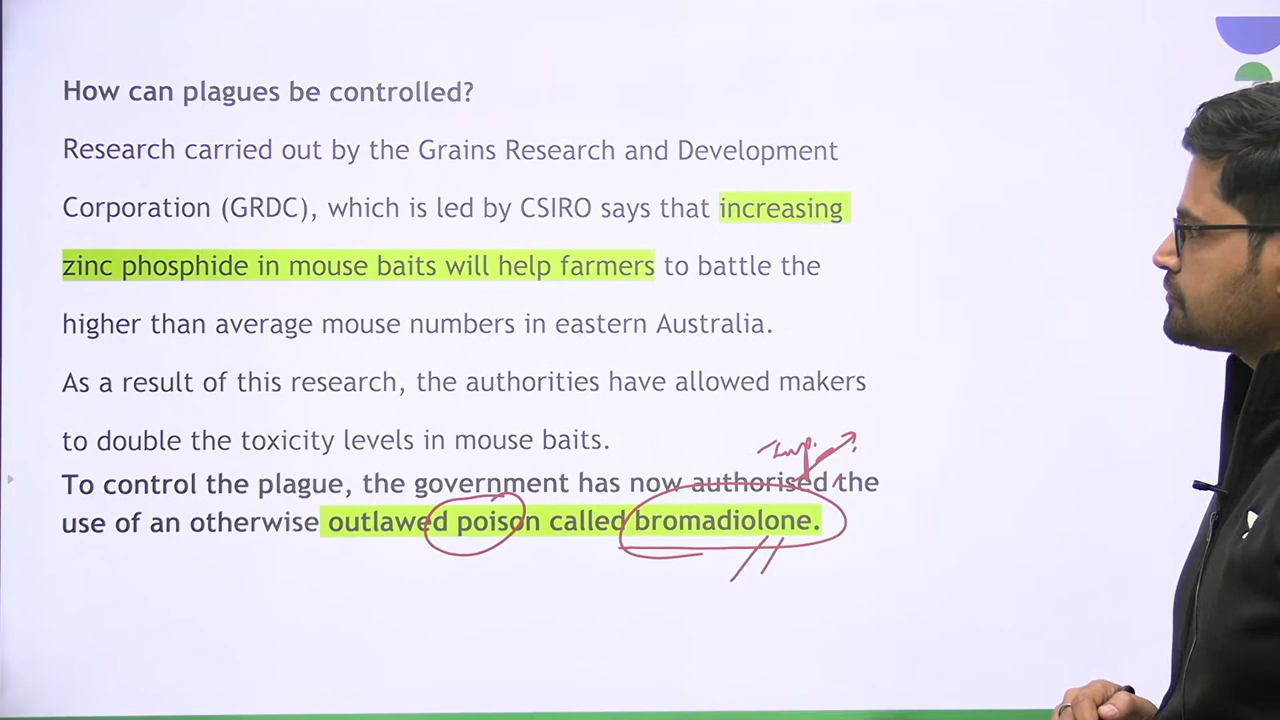 How can plagues be controlled?
Research carried out by the Grains Research and Development
Corporation (GRDC), which is led by CSIRO says that increasing
zinc phosphide in mouse baits will help farmers to battle the
higher than average mouse numbers in eastern Australia.
As a result of this research, the authorities have allowed makers
to double the toxicity levels in mouse baits.
Imp.
To control the plague, the government has now authorised the
use of an otherwise outlawed poison called bromadiolone.